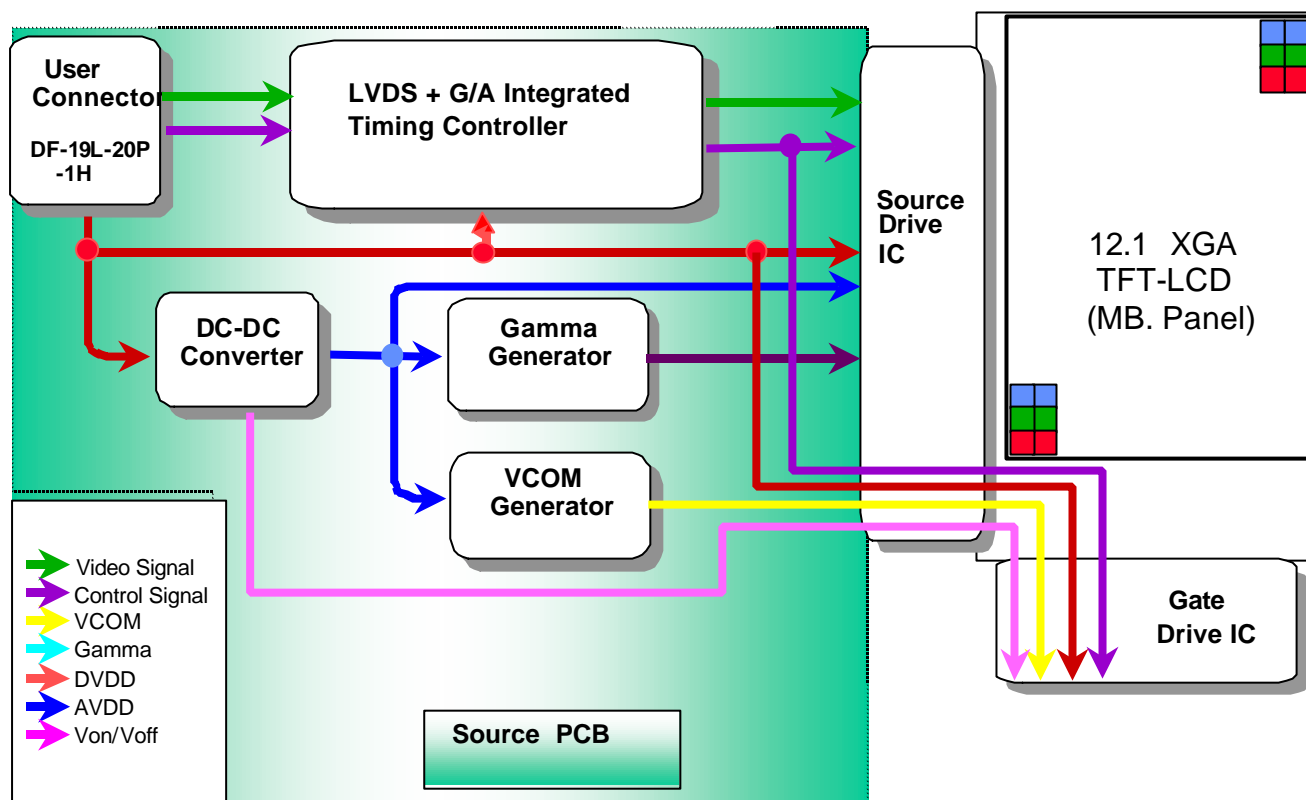 User
Connector
DF-19L-20P
-1H
LVDS + G/A Integrated
Timing Controller
Source
Drive
IC
12.1 XGA
TFT-LCD
(MB. Panel)
DC-DC
Converter
Gamma
Generator
VCOM
Generator
Gate
Drive IC
Video Signal
Control Signal
VCOM
Gamma
DVDD
AVDD
Von/Voff
Source PCB